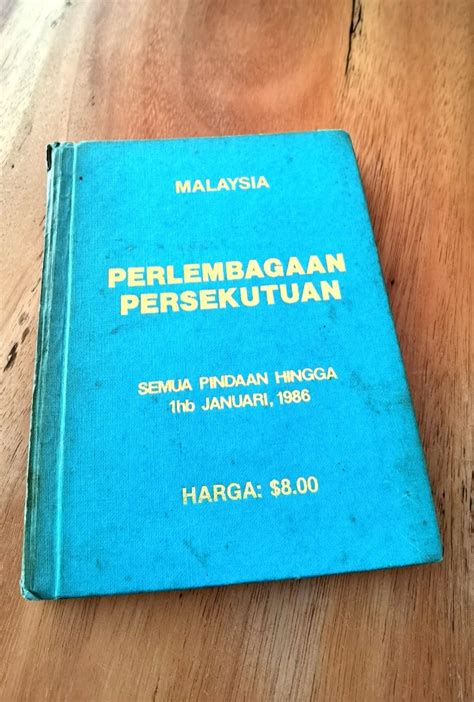 MALAYSIA
PERLEMBAGAAN
PERSEKUTUAN
SEMUA PINDAAN HINGGA
1hb JANUARI, 1986
HARGA: $8.00